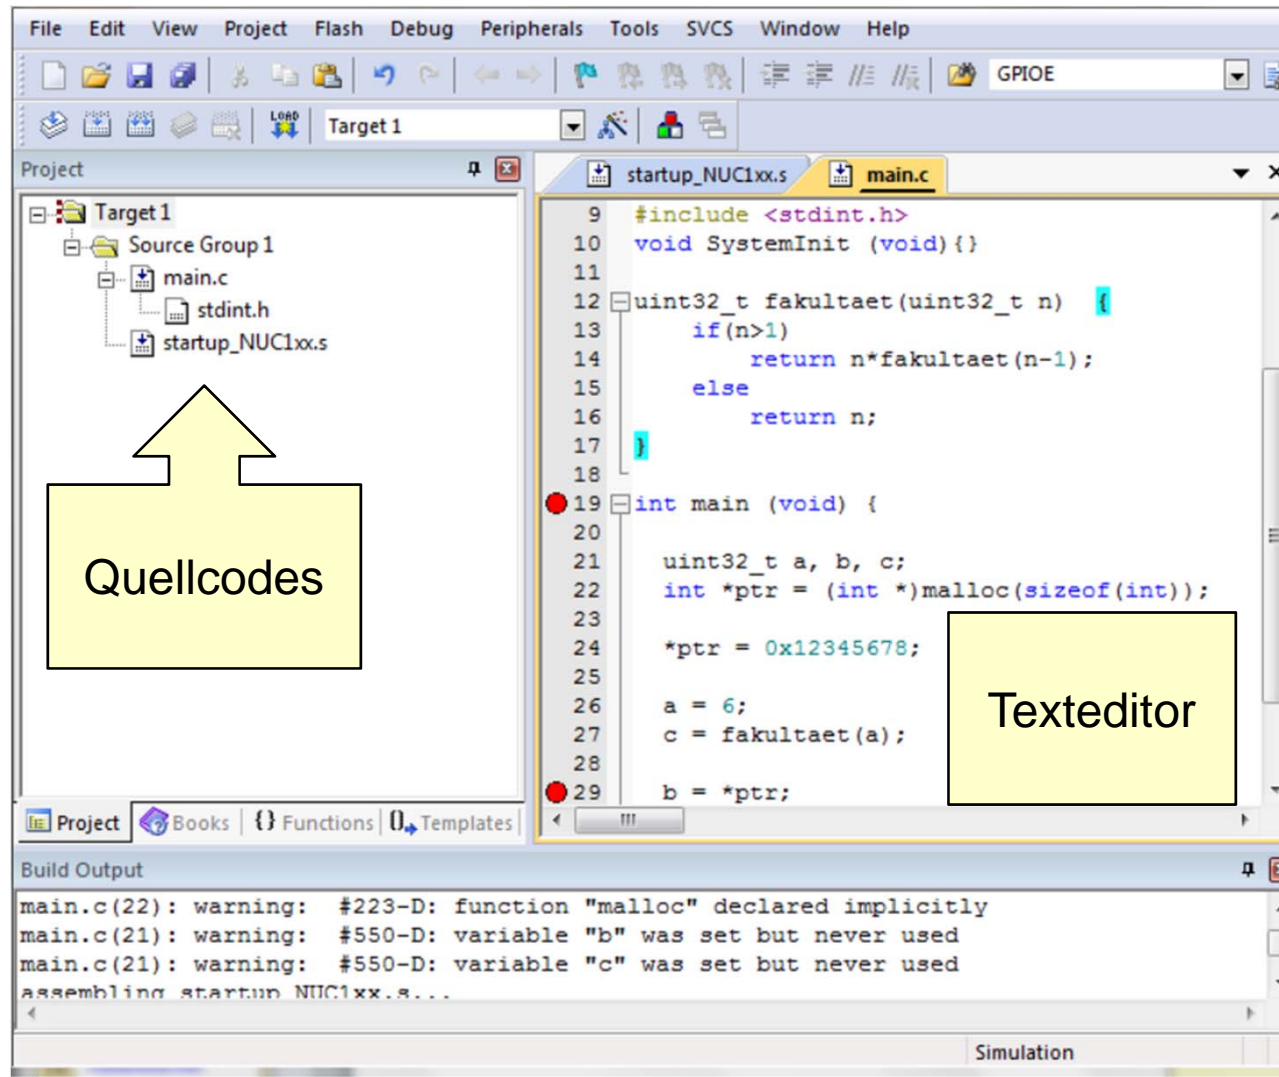 File Edit View Project Flash Debug Peripherals Tools SVCS Window Help
GPIOE
LOAD Target 1
Project
startup_NUC1xx.s main.c
Target 1
Source Group 1
main.c
stdint.h
startup_NUC1xx.s
Quellcodes
9 #include <stdint.h>
10 void SystemInit (void){}
11
12 uint32_t fakultaet(uint32_t n) {
13 if(n>1)
14 return n*fakultaet(n-1);
15 else
16 return n;
17 }
18
19 int main (void) {
20
21 uint32_t a, b, c;
22 int *ptr = (int *)malloc(sizeof(int));
23
24 *ptr = 0x12345678;
25
26 a = 6;
27 c = fakultaet(a);
28
29 b = *ptr;
Texteditor
Project Books {} Functions 0 Templates
Build Output
main.c(22): warning: #223-D: function "malloc" declared implicitly
main.c(21): warning: #550-D: variable "b" was set but never used
main.c(21): warning: #550-D: variable "c" was set but never used
assembling startup_NUC1xx.s...
Simulation